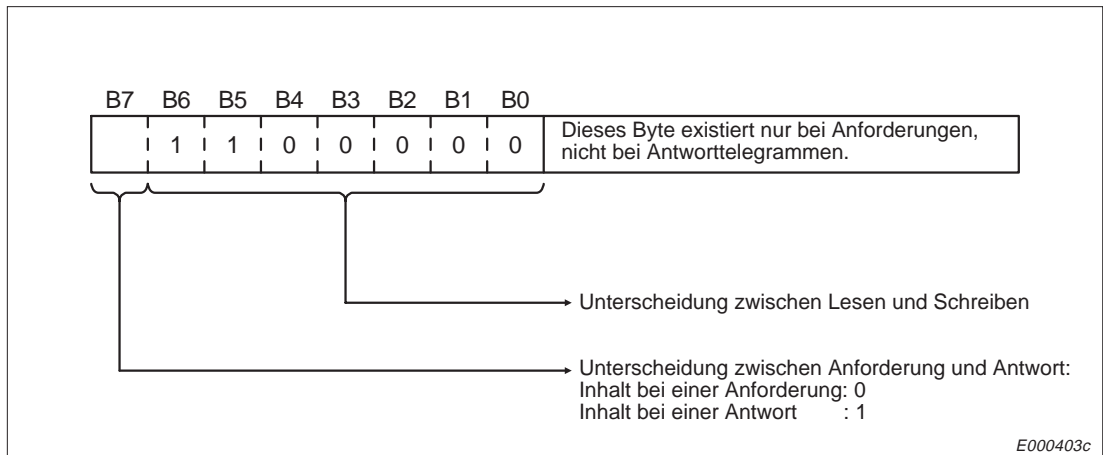 B7 B6 B5 B4 B3 B2 B1 B0
1 1 0 0 0 0 0
Dieses Byte existiert nur bei Anforderungen,
nicht bei Antworttelegrammen.
Unterscheidung zwischen Lesen und Schreiben
Unterscheidung zwischen Anforderung und Antwort:
Inhalt bei einer Anforderung: 0
Inhalt bei einer Antwort : 1
E000403c